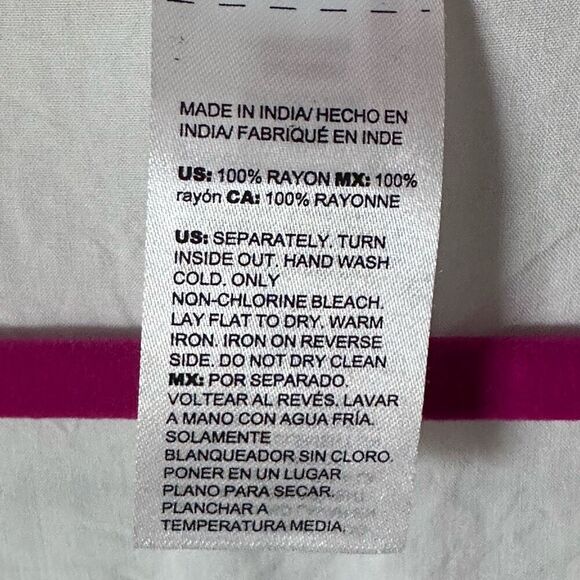 MADE IN INDIA/ HECHO EN
INDIA/ FABRIQUÉ EN INDE
US: 100% RAYON MX: 100%
rayón CA: 100% RAYONNE
US: SEPARATELY. TURN
INSIDE OUT. HAND WASH
COLD. ONLY
NON-CHLORINE BLEACH.
LAY FLAT TO DRY. WARM
IRON. IRON ON REVERSE
SIDE. DO NOT DRY CLEAN
MX: POR SEPARADO.
VOLTEAR AL REVÉS. LAVAR
A MANO CON AGUA FRÍA.
SOLAMENTE
BLANQUEADOR SIN CLORO.
PONER EN UN LUGAR
PLANO PARA SECAR.
PLANCHAR A
TEMPERATURA MEDIA.